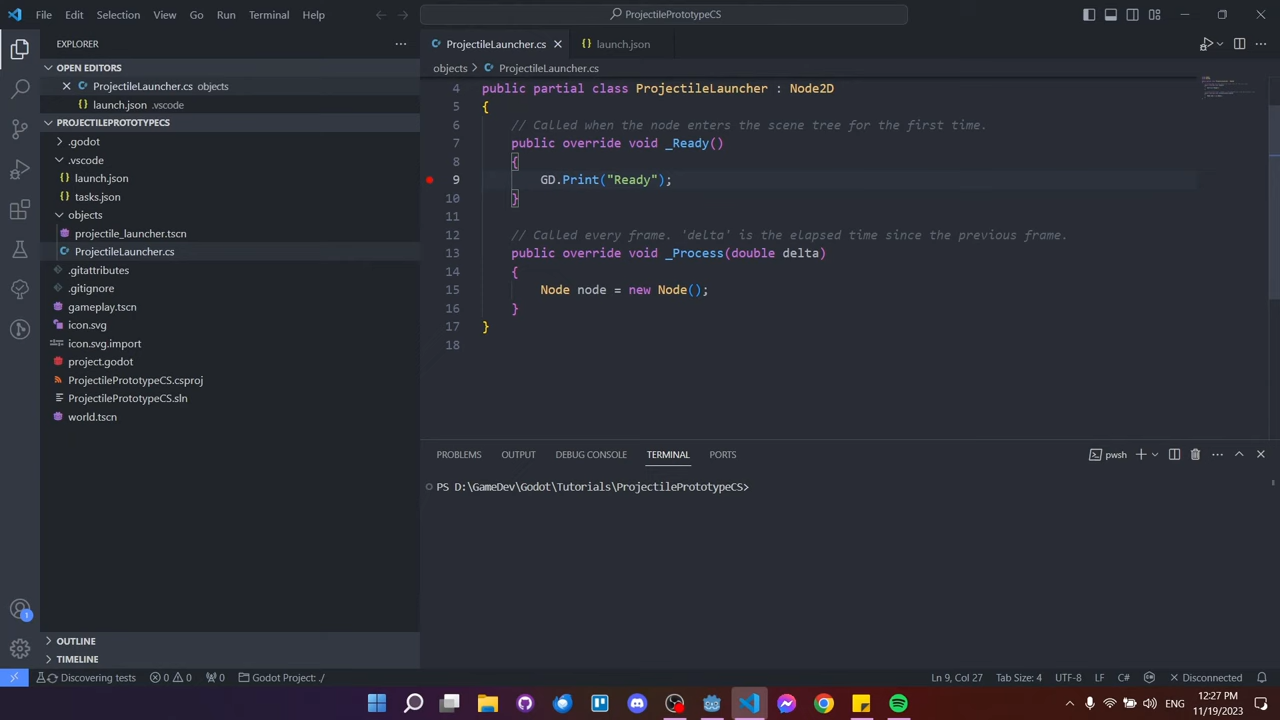 File Edit Selection View Go Run Terminal Help
ProjectilePrototypeCS
EXPLORER
OPEN EDITORS
ProjectileLauncher.cs objects
launch.json .vscode
PROJECTILEPROTOTYPECS
.godot
.vscode
launch.json
tasks.json
objects
projectile_launcher.tscn
ProjectileLauncher.cs
.gitattributes
.gitignore
gameplay.tscn
icon.svg
icon.svg.import
project.godot
ProjectilePrototypeCS.csproj
ProjectilePrototypeCS.sln
world.tscn
OUTLINE
TIMELINE
1
ProjectileLauncher.cs launch.json
objects > ProjectileLauncher.cs
4 public partial class ProjectileLauncher : Node2D
5 {
6 // Called when the node enters the scene tree for the first time.
7 public override void _Ready()
8 {
9 GD.Print("Ready");
10 }
11
12 // Called every frame. 'delta' is the elapsed time since the previous frame.
13 public override void _Process(double delta)
14 {
15 Node node = new Node();
16 }
17 }
18
PROBLEMS OUTPUT DEBUG CONSOLE TERMINAL PORTS
pwsh
PS D:\GameDev\Godot\Tutorials\ProjectilePrototypeCS>
Discovering tests 0 0 0 Godot Project: ./ Ln 9, Col 27 Tab Size: 4 UTF-8 LF C# Disconnected
ENG 12:27 PM
11/19/2023